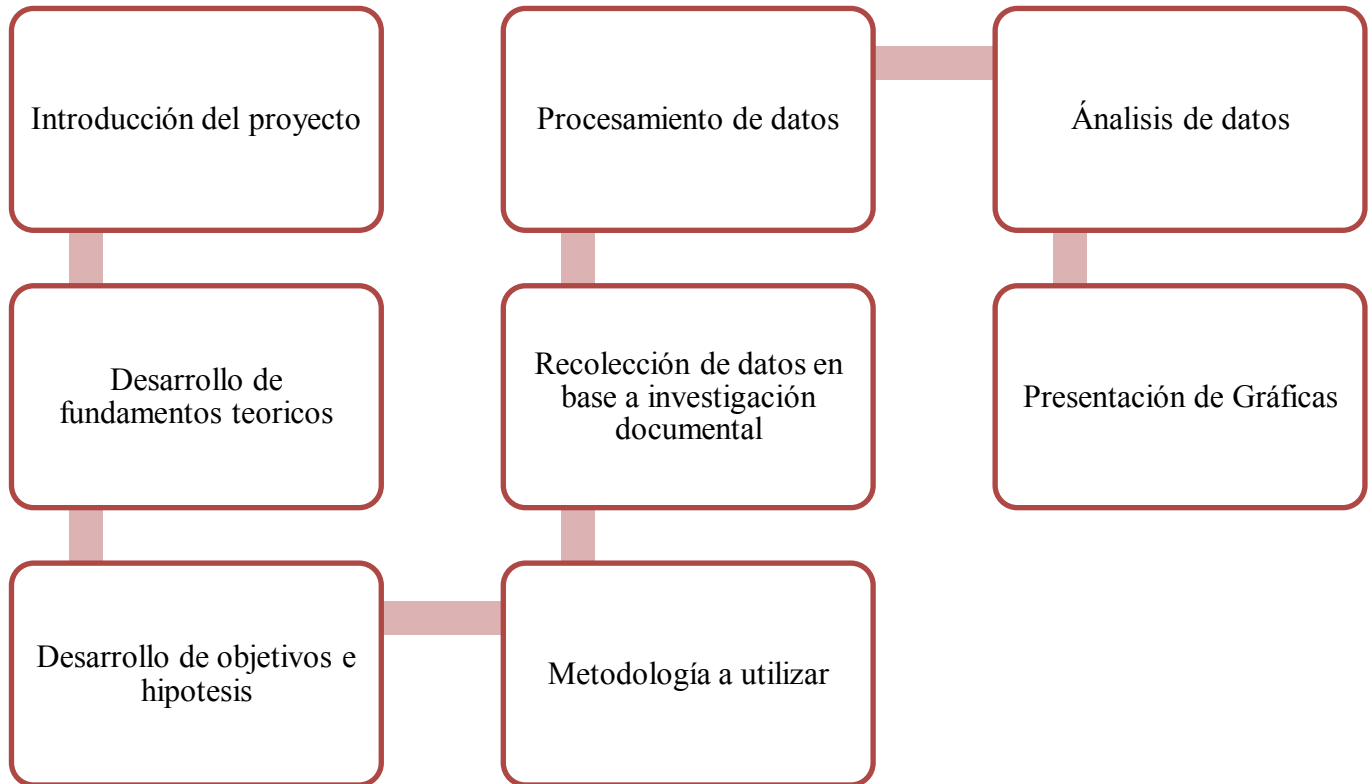 Introducción del proyecto
Desarrollo de
fundamentos teoricos
Desarrollo de objetivos e
hipotesis
Metodología a utilizar
Recolección de datos en
base a investigación
documental
Procesamiento de datos
Ánalisis de datos
Presentación de Gráficas